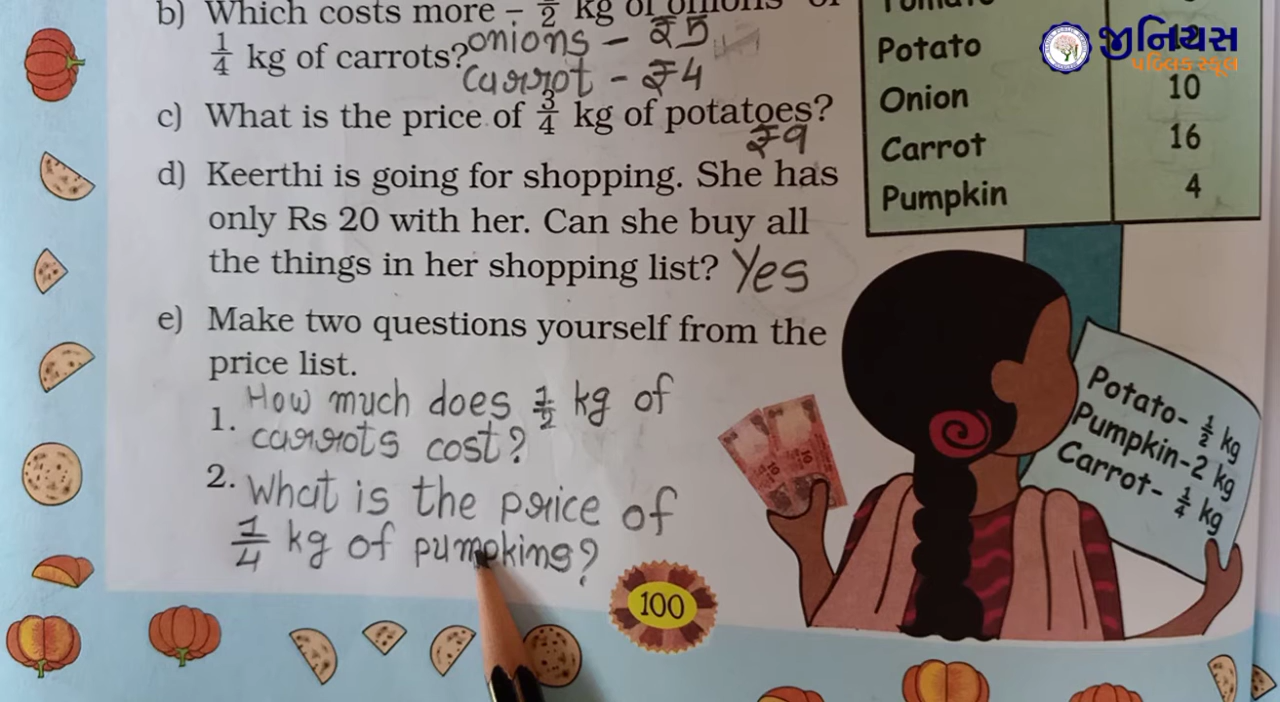 b) Which costs more – 1/2 kg of onions or
1/4 kg of carrots?
onions - ₹5
carrot - ₹4
c) What is the price of 3/4 kg of potatoes?
₹9
d) Keerthi is going for shopping. She has
only Rs 20 with her. Can she buy all
the things in her shopping list? Yes
e) Make two questions yourself from the
price list.
1. How much does 1/2 kg of
carrots cost?
2. What is the price of
1/4 kg of pumpkins?
100
Tomato
Potato
Onion 10
Carrot 16
Pumpkin 4
Potato- 1/2 kg
Pumpkin-2 kg
Carrot- 1/4 kg
10
10
જીનિયસ
પબ્લિક સ્કૂલ